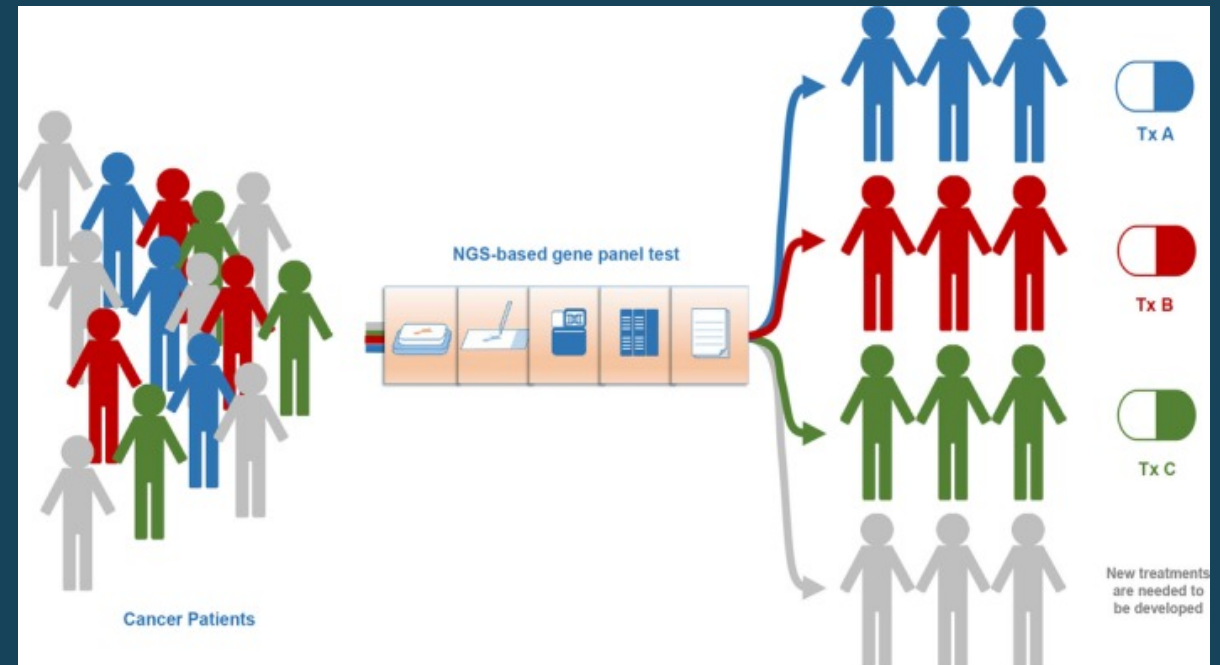 NGS-based gene panel test
Tx A
Tx B
Tx C
New treatments
are needed to
be developed
Cancer Patients